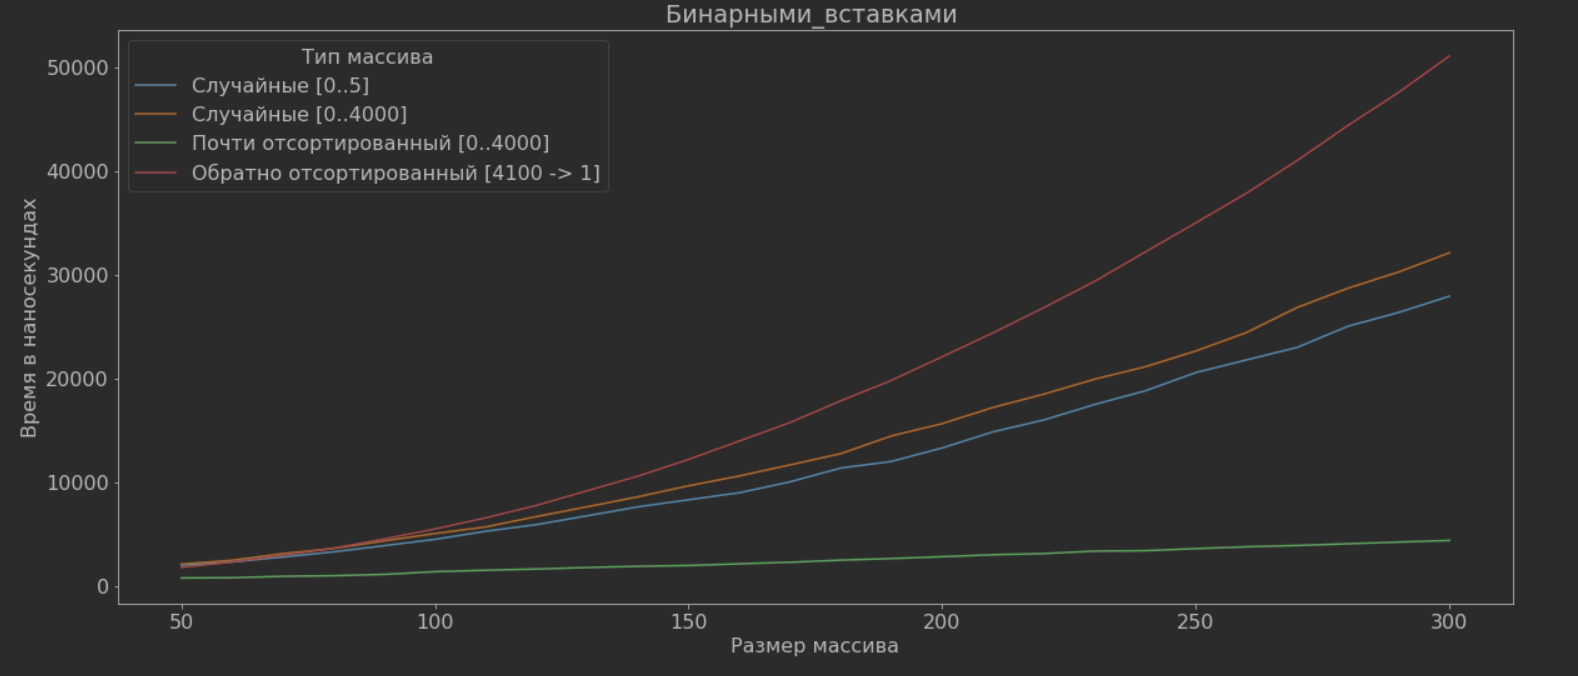 Бинарными_вставками
Тип массива
Случайные [0..5]
Случайные [0..4000]
Почти отсортированный [0..4000]
Обратно отсортированный [4100 -> 1]
Время в наносекундах
50000
40000
30000
20000
10000
0
50 100 150 200 250 300
Размер массива